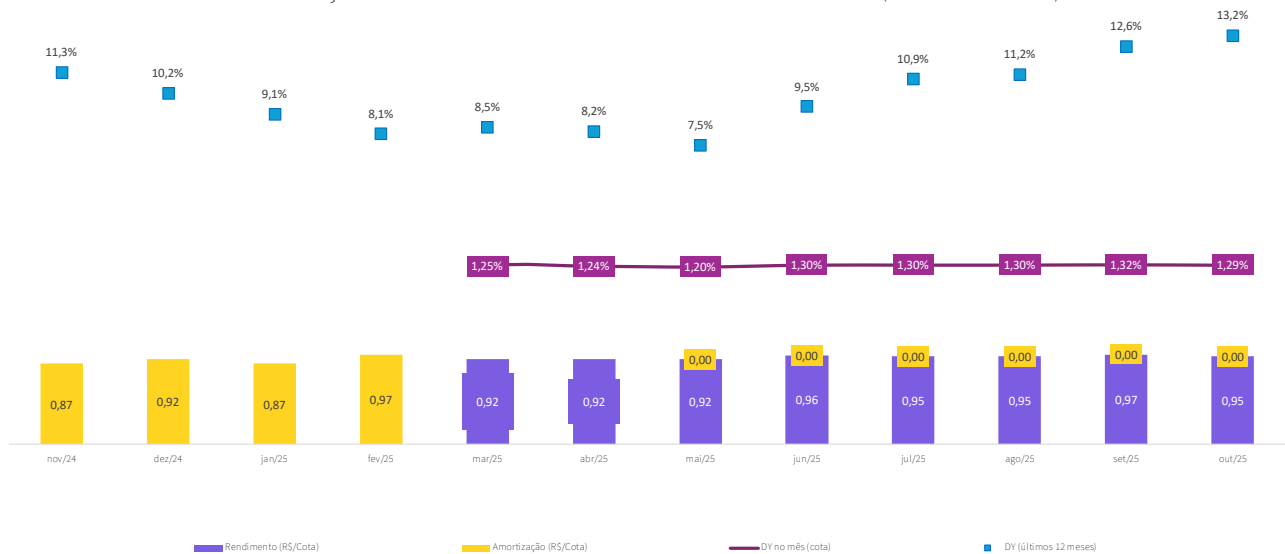 13,2%
12,6%
11,3%
11,2%
10,9%
10,2%
9,5%
9,1%
8,5%
8,2%
8,1%
7,5%
1,25% 1,24% 1,20% 1,30% 1,30% 1,30% 1,32% 1,29%
0,00 0,00 0,00 0,00 0,00 0,00
0,87 0,92 0,87 0,97 0,92 0,92 0,92 0,96 0,95 0,95 0,97 0,95
nov/24 dez/24 jan/25 fev/25 mar/25 abr/25 mai/25 jun/25 jul/25 ago/25 set/25 out/25
Rendimento (R$/Cota) Amortização (R$/Cota) DY no mês (cota) DY (últimos 12 meses)